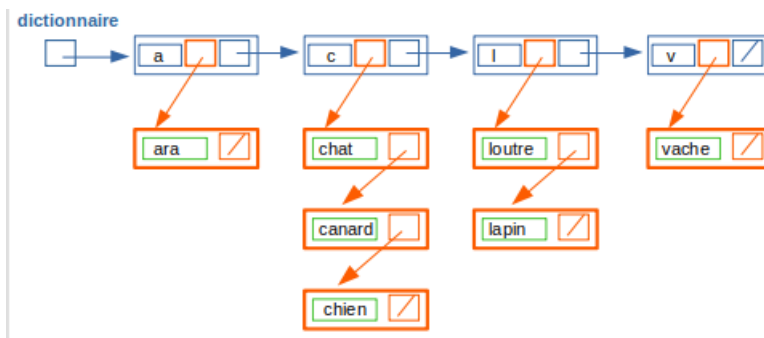 dictionnaire
a c l v
ara chat loutre vache
canard lapin
chien